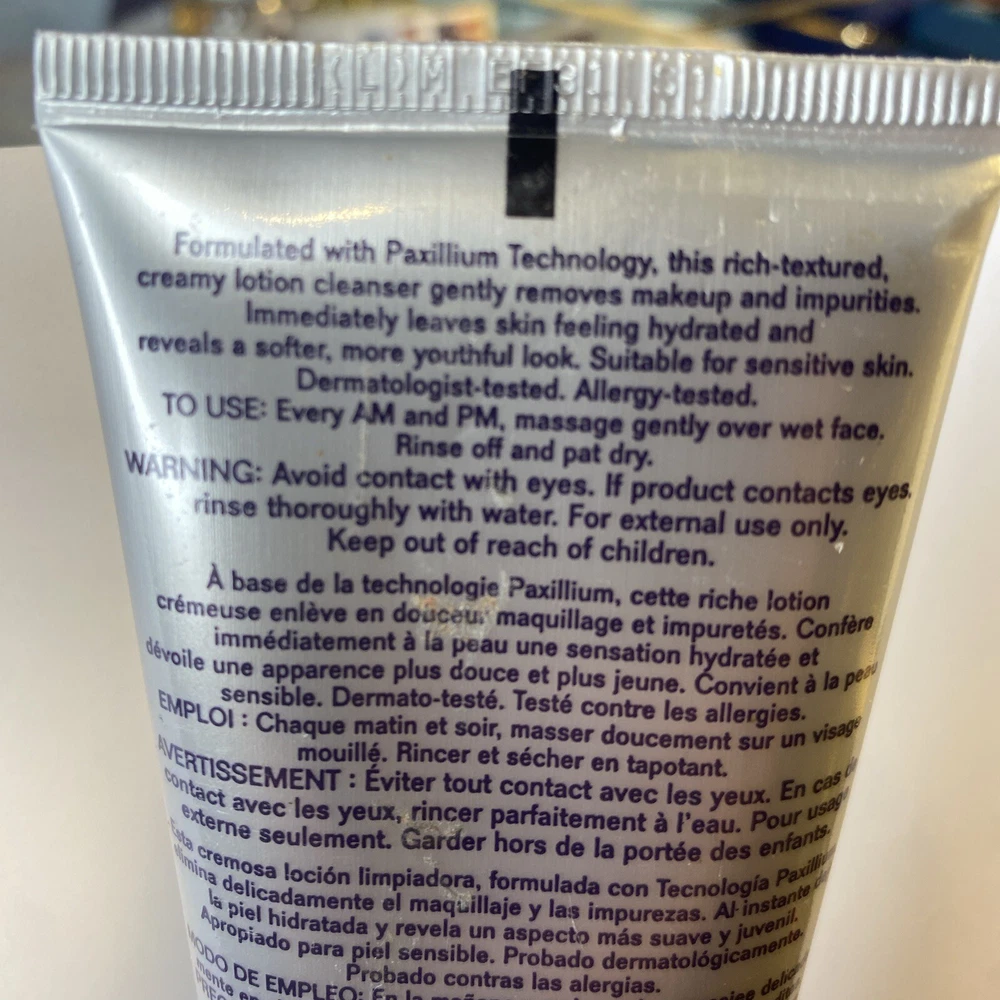 Formulated with Paxillium Technology, this rich-textured,
creamy lotion cleanser gently removes makeup and impurities.
Immediately leaves skin feeling hydrated and
reveals a softer, more youthful look. Suitable for sensitive skin.
Dermatologist-tested. Allergy-tested.
TO USE: Every AM and PM, massage gently over wet face.
Rinse off and pat dry.
WARNING: Avoid contact with eyes. If product contacts eyes,
rinse thoroughly with water. For external use only.
Keep out of reach of children.
À base de la technologie Paxillium, cette riche lotion
crémeuse enlève en douceur maquillage et impuretés. Confère
immédiatement à la peau une sensation hydratée et
dévoile une apparence plus douce et plus jeune. Convient à la peau
sensible. Dermato-testé. Testé contre les allergies.
EMPLOI : Chaque matin et soir, masser doucement sur un visage
mouillé. Rincer et sécher en tapotant.
AVERTISSEMENT : Éviter tout contact avec les yeux. En cas de
contact avec les yeux, rincer parfaitement à l'eau. Pour usage
externe seulement. Garder hors de la portée des enfants.
Esta cremosa loción limpiadora, formulada con Tecnología Paxillium
elimina delicadamente el maquillaje y las impurezas. Al instante
la piel hidratada y revela un aspecto más suave y juvenil.
Apropiado para piel sensible. Probado dermatológicamente.
Probado contras las alergias.
MODO DE EMPLEO: En la